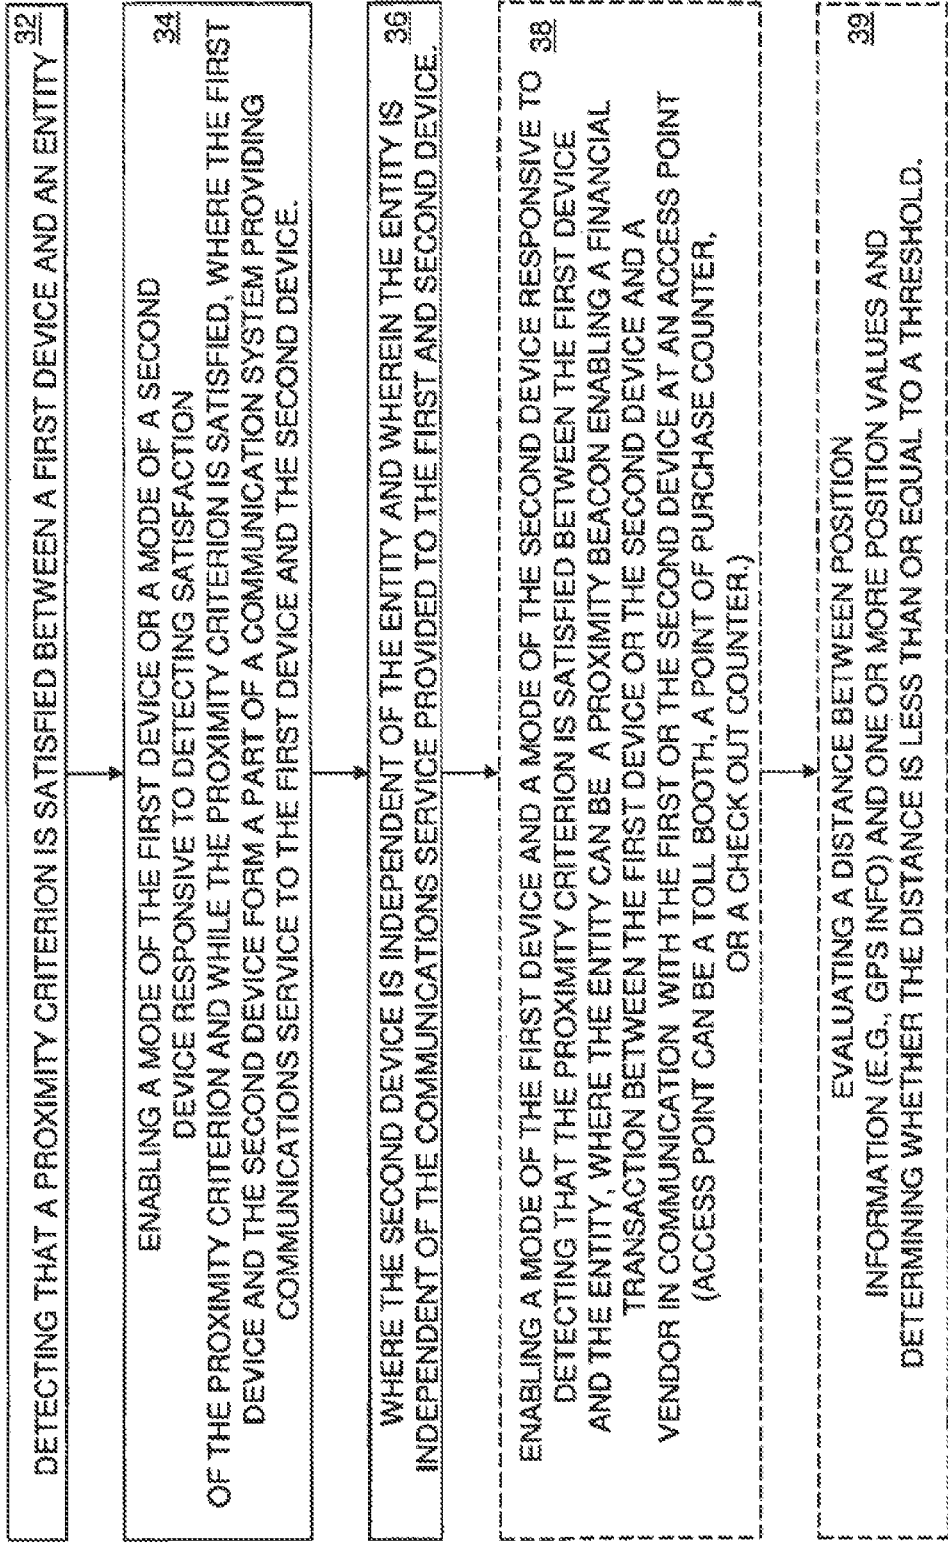 DETECTING THAT A PROXIMITY CRITERION IS SATISFIED BETWEEN A FIRST DEVICE AND AN ENTITY 32
34
ENABLING A MODE OF THE FIRST DEVICE OR A MODE OF A SECOND
DEVICE RESPONSIVE TO DETECTING SATISFACTION
OF THE PROXIMITY CRITERION AND WHILE THE PROXIMITY CRITERION IS SATISFIED, WHERE THE FIRST
DEVICE AND THE SECOND DEVICE FORM A PART OF A COMMUNICATION SYSTEM PROVIDING
COMMUNICATIONS SERVICE TO THE FIRST DEVICE AND THE SECOND DEVICE.
WHERE THE SECOND DEVICE IS INDEPENDENT OF THE ENTITY AND WHEREIN THE ENTITY IS 36
INDEPENDENT OF THE COMMUNICATIONS SERVICE PROVIDED TO THE FIRST AND SECOND DEVICE.
ENABLING A MODE OF THE FIRST DEVICE AND A MODE OF THE SECOND DEVICE RESPONSIVE TO 38
DETECTING THAT THE PROXIMITY CRITERION IS SATISFIED BETWEEN THE FIRST DEVICE
AND THE ENTITY, WHERE THE ENTITY CAN BE A PROXIMITY BEACON ENABLING A FINANCIAL
TRANSACTION BETWEEN THE FIRST DEVICE OR THE SECOND DEVICE AND A
VENDOR IN COMMUNICATION WITH THE FIRST OR THE SECOND DEVICE AT AN ACCESS POINT
(ACCESS POINT CAN BE A TOLL BOOTH, A POINT OF PURCHASE COUNTER,
OR A CHECK OUT COUNTER.)
39
EVALUATING A DISTANCE BETWEEN POSITION
INFORMATION (E.G., GPS INFO) AND ONE OR MORE POSITION VALUES AND
DETERMINING WHETHER THE DISTANCE IS LESS THAN OR EQUAL TO A THRESHOLD.